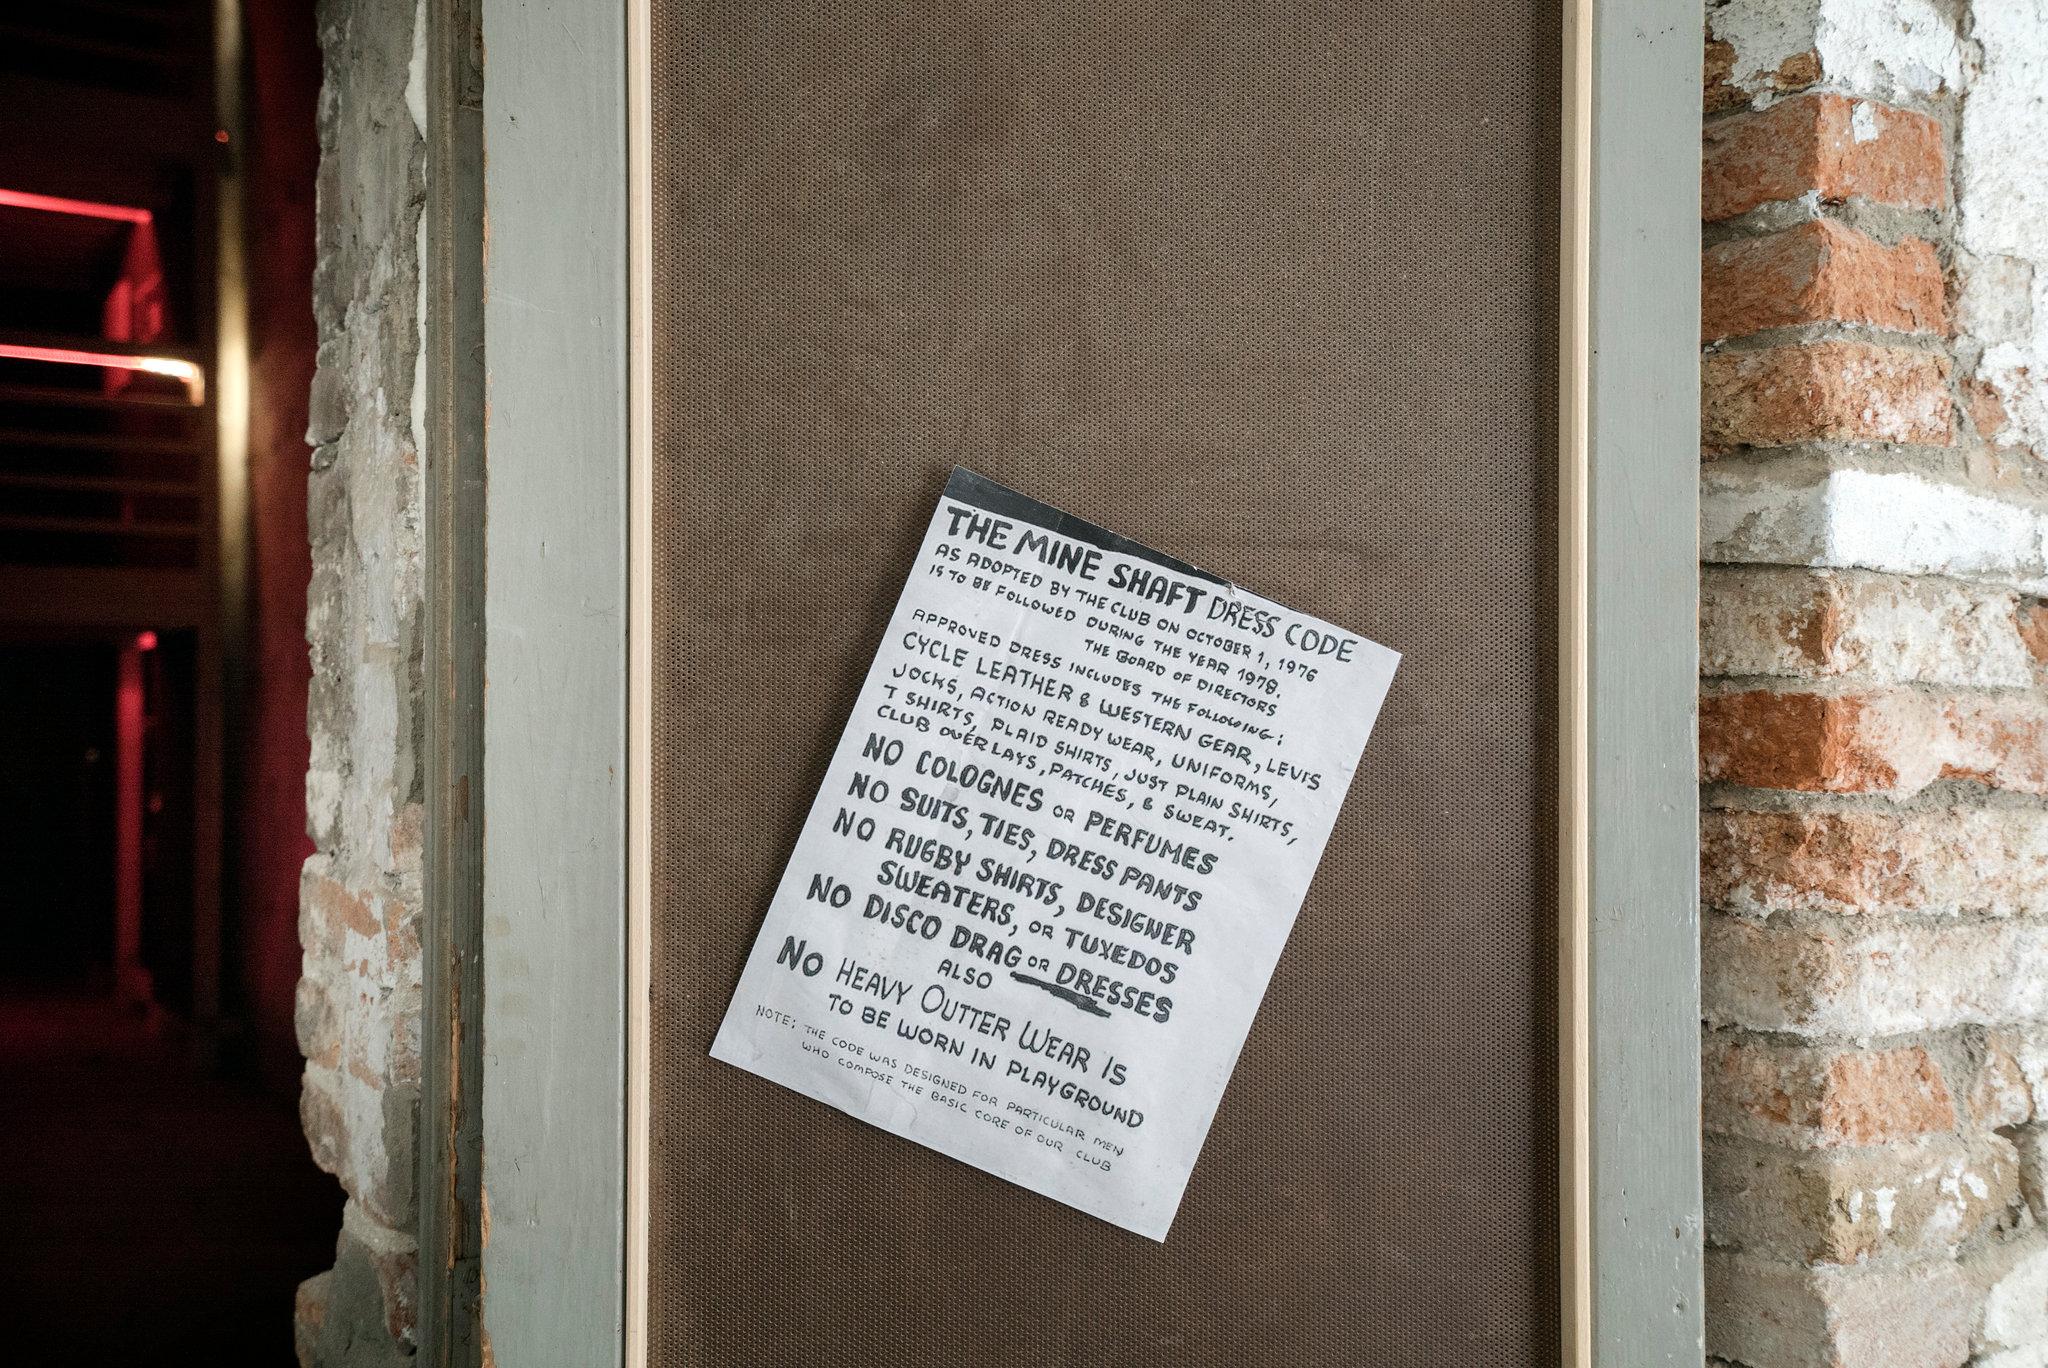 THE MINE SHAFT DRESS CODE
AS ADOPTED BY THE CLUB ON OCTOBER 1, 1976
IS TO BE FOLLOWED DURING THE YEAR 1978.
THE BOARD OF DIRECTORS
APPROVED DRESS INCLUDES THE FOLLOWING:
CYCLE LEATHER & WESTERN GEAR, LEVIS
JOCKS, ACTION READY WEAR, UNIFORMS,
T SHIRTS, PLAID SHIRTS, JUST PLAIN SHIRTS,
CLUB OVERLAYS, PATCHES, & SWEAT.
NO COLOGNES OR PERFUMES
NO SUITS, TIES, DRESS PANTS
NO RUGBY SHIRTS, DESIGNER
SWEATERS, OR TUXEDOS
NO DISCO DRAG OR DRESSES
ALSO
NO HEAVY OUTTER WEAR IS
TO BE WORN IN PLAYGROUND
NOTE: THE CODE WAS DESIGNED FOR PARTICULAR MEN
WHO COMPOSE THE BASIC CORE OF OUR CLUB